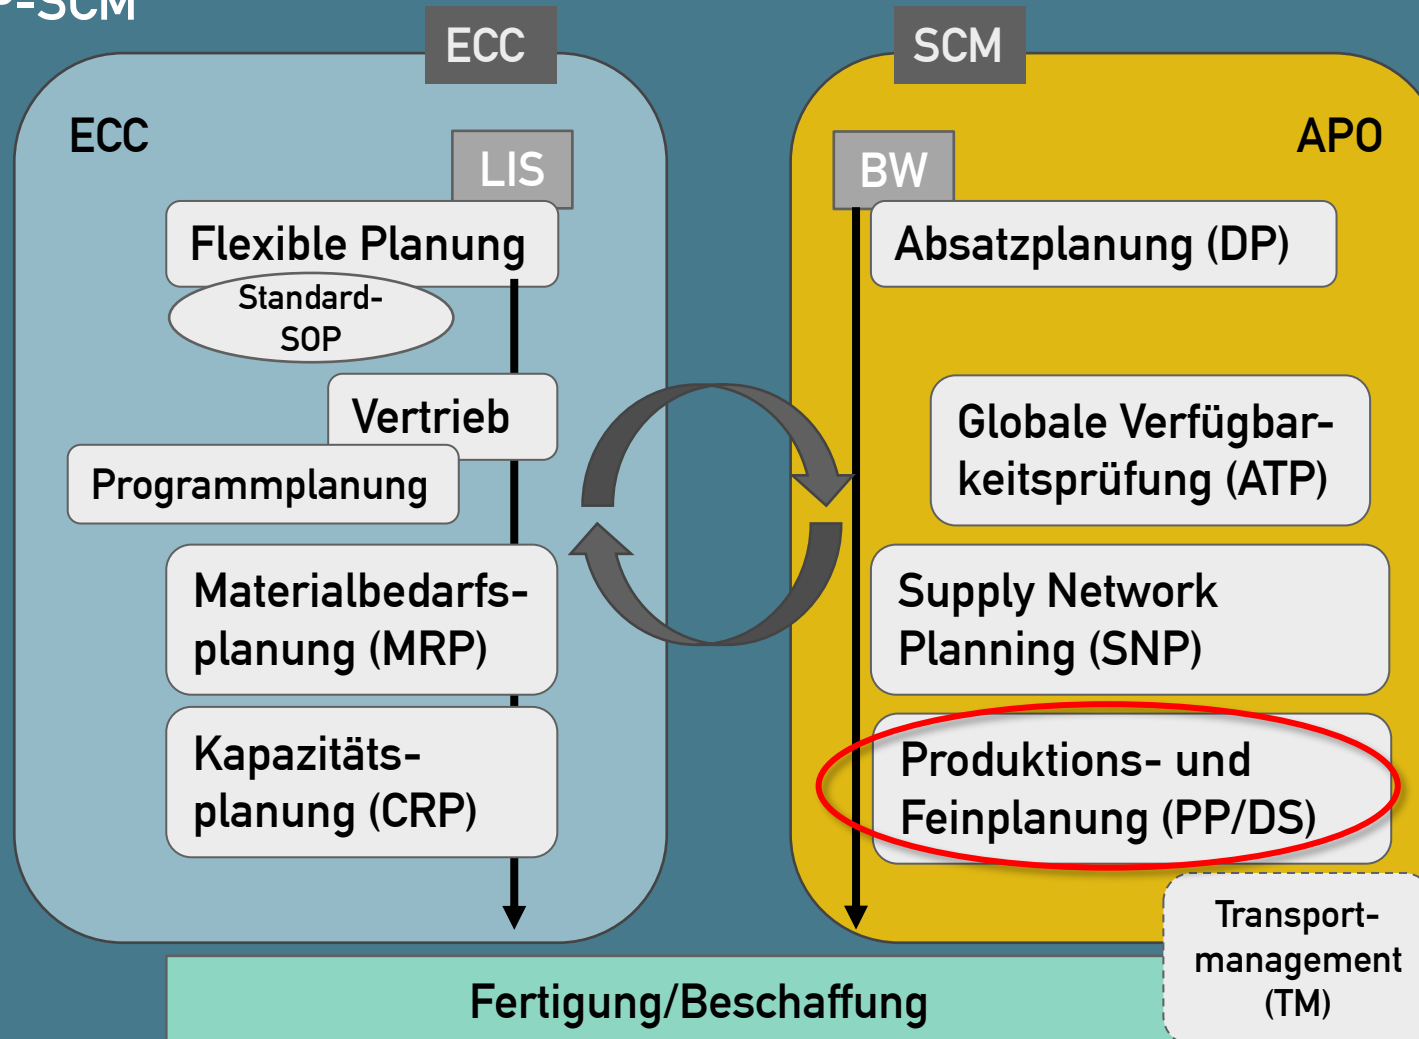 P-SCM
ECC
SCM
ECC
APO
LIS
BW
Flexible Planung
Standard-
SOP
Absatzplanung (DP)
Vertrieb
Programmplanung
Globale Verfügbar-
keitsprüfung (ATP)
Materialbedarfs-
planung (MRP)
Supply Network
Planning (SNP)
Kapazitäts-
planung (CRP)
Produktions- und
Feinplanung (PP/DS)
Transport-
management
(TM)
Fertigung/Beschaffung